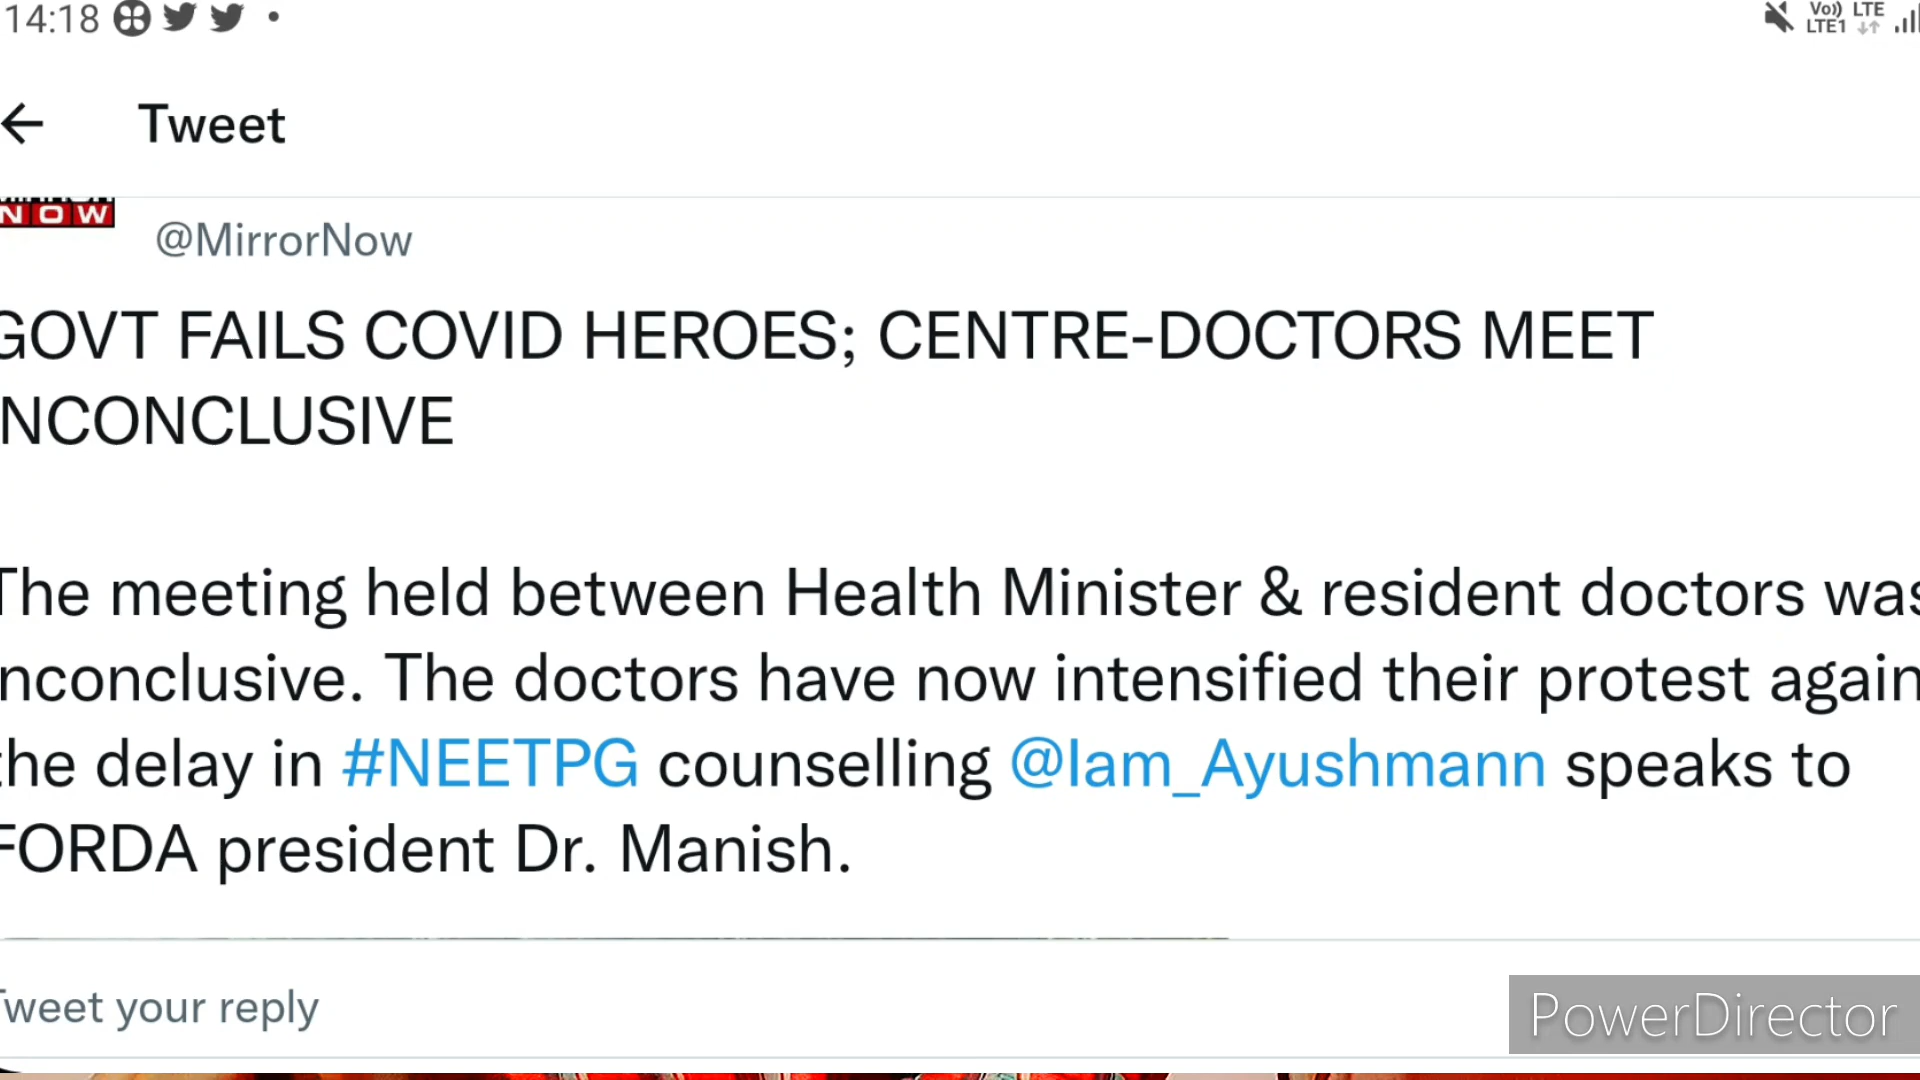 14:18
Vo)) LTE
LTE1
Tweet
NOW
@MirrorNow
GOVT FAILS COVID HEROES; CENTRE-DOCTORS MEET
INCONCLUSIVE
The meeting held between Health Minister & resident doctors was
inconclusive. The doctors have now intensified their protest again
the delay in #NEETPG counselling @Iam_Ayushmann speaks to
FORDA president Dr. Manish.
Tweet your reply
PowerDirector